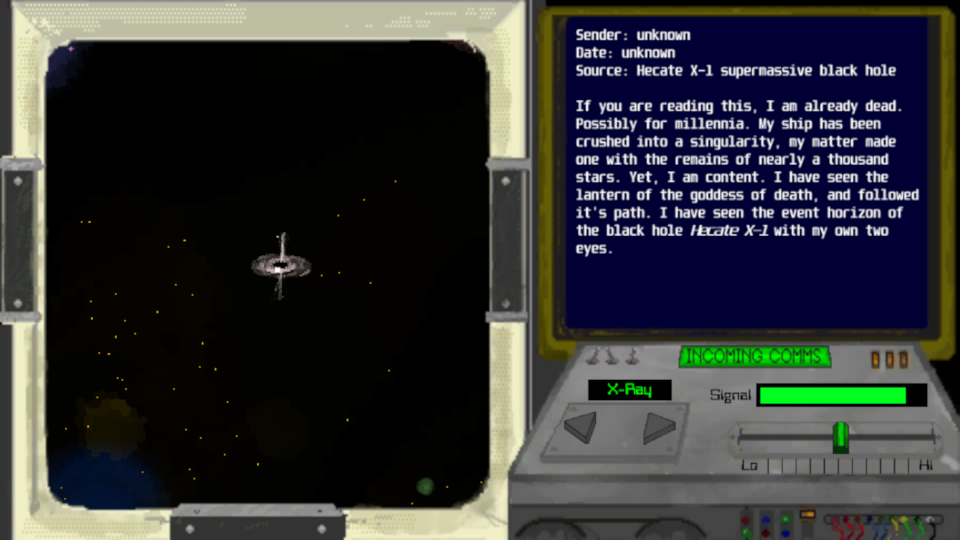 Sender: unknown
Date: unknown
Source: Hecate X-1 supermassive black hole
If you are reading this, I am already dead.
Possibly for millennia. My ship has been
crushed into a singularity, my matter made
one with the remains of nearly a thousand
stars. Yet, I am content. I have seen the
lantern of the goddess of death, and followed
it's path. I have seen the event horizon of
the black hole Hecate X-1 with my own two
eyes.
INCOMING COMMS
X-Ray
Signal
Lo
Hi